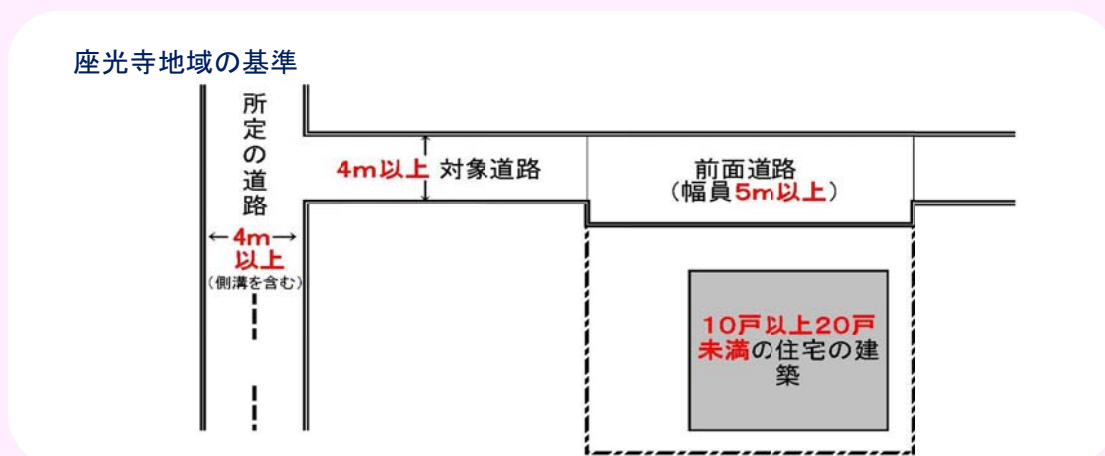 座光寺地域の基準
所定の道路
←4m→
以上
(側溝を含む)
4m以上 対象道路
前面道路
(幅員5m以上)
10戸以上20戸
未満の住宅の建
築